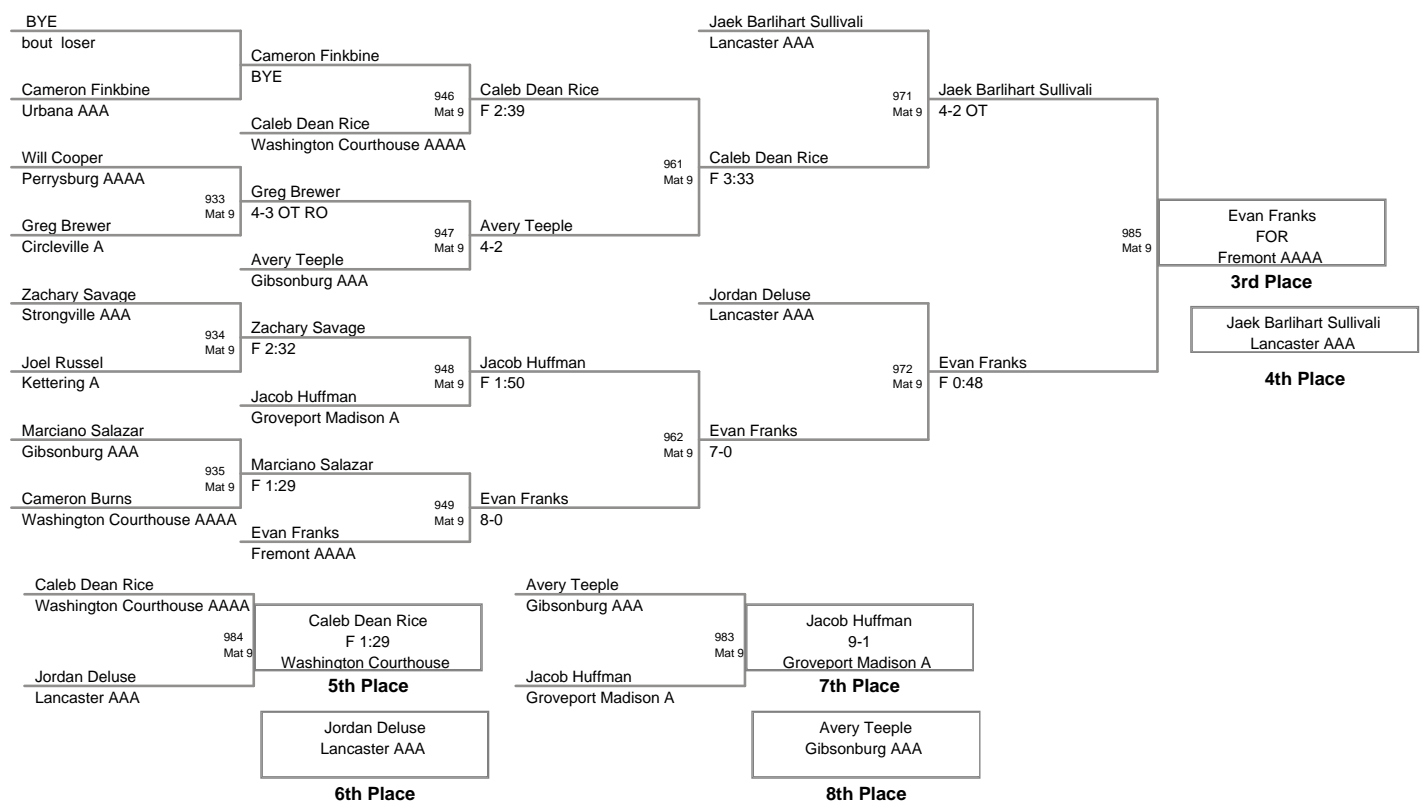 BYE
bout loser
Cameron Finkbine
Urbana AAA
Will Cooper
Perrysburg AAAA
933
Mat 9
Greg Brewer
Circleville A
Zachary Savage
Strongville AAA
934
Mat 9
Joel Russel
Kettering A
Marciano Salazar
Gibsonburg AAA
935
Mat 9
Cameron Burns
Washington Courthouse AAAA
Cameron Finkbine
BYE
946
Mat 9
Caleb Dean Rice
Washington Courthouse AAAA
Greg Brewer
4-3 OT RO
947
Mat 9
Avery Teeple
Gibsonburg AAA
Zachary Savage
F 2:32
948
Mat 9
Jacob Huffman
Groveport Madison A
Marciano Salazar
F 1:29
949
Mat 9
Evan Franks
Fremont AAAA
Caleb Dean Rice
F 2:39
961
Mat 9
Avery Teeple
4-2
Jacob Huffman
F 1:50
962
Mat 9
Evan Franks
8-0
Jaek Barlihart Sullivali
Lancaster AAA
971
Mat 9
Caleb Dean Rice
F 3:33
Jordan Deluse
Lancaster AAA
972
Mat 9
Evan Franks
7-0
Jaek Barlihart Sullivali
4-2 OT
985
Mat 9
Evan Franks
F 0:48
Evan Franks
FOR
Fremont AAAA
3rd Place
Jaek Barlihart Sullivali
Lancaster AAA
4th Place
Caleb Dean Rice
Washington Courthouse AAAA
984
Mat 9
Jordan Deluse
Lancaster AAA
Caleb Dean Rice
F 1:29
Washington Courthouse
5th Place
Jordan Deluse
Lancaster AAA
6th Place
Avery Teeple
Gibsonburg AAA
983
Mat 9
Jacob Huffman
Groveport Madison A
Jacob Huffman
9-1
Groveport Madison A
7th Place
Avery Teeple
Gibsonburg AAA
8th Place